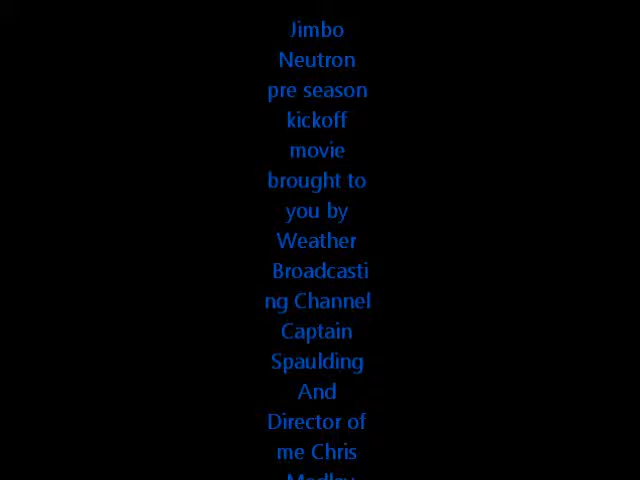 Jimbo
Neutron
pre season
kickoff
movie
brought to
you by
Weather
Broadcasti
ng Channel
Captain
Spaulding
And
Director of
me Chris